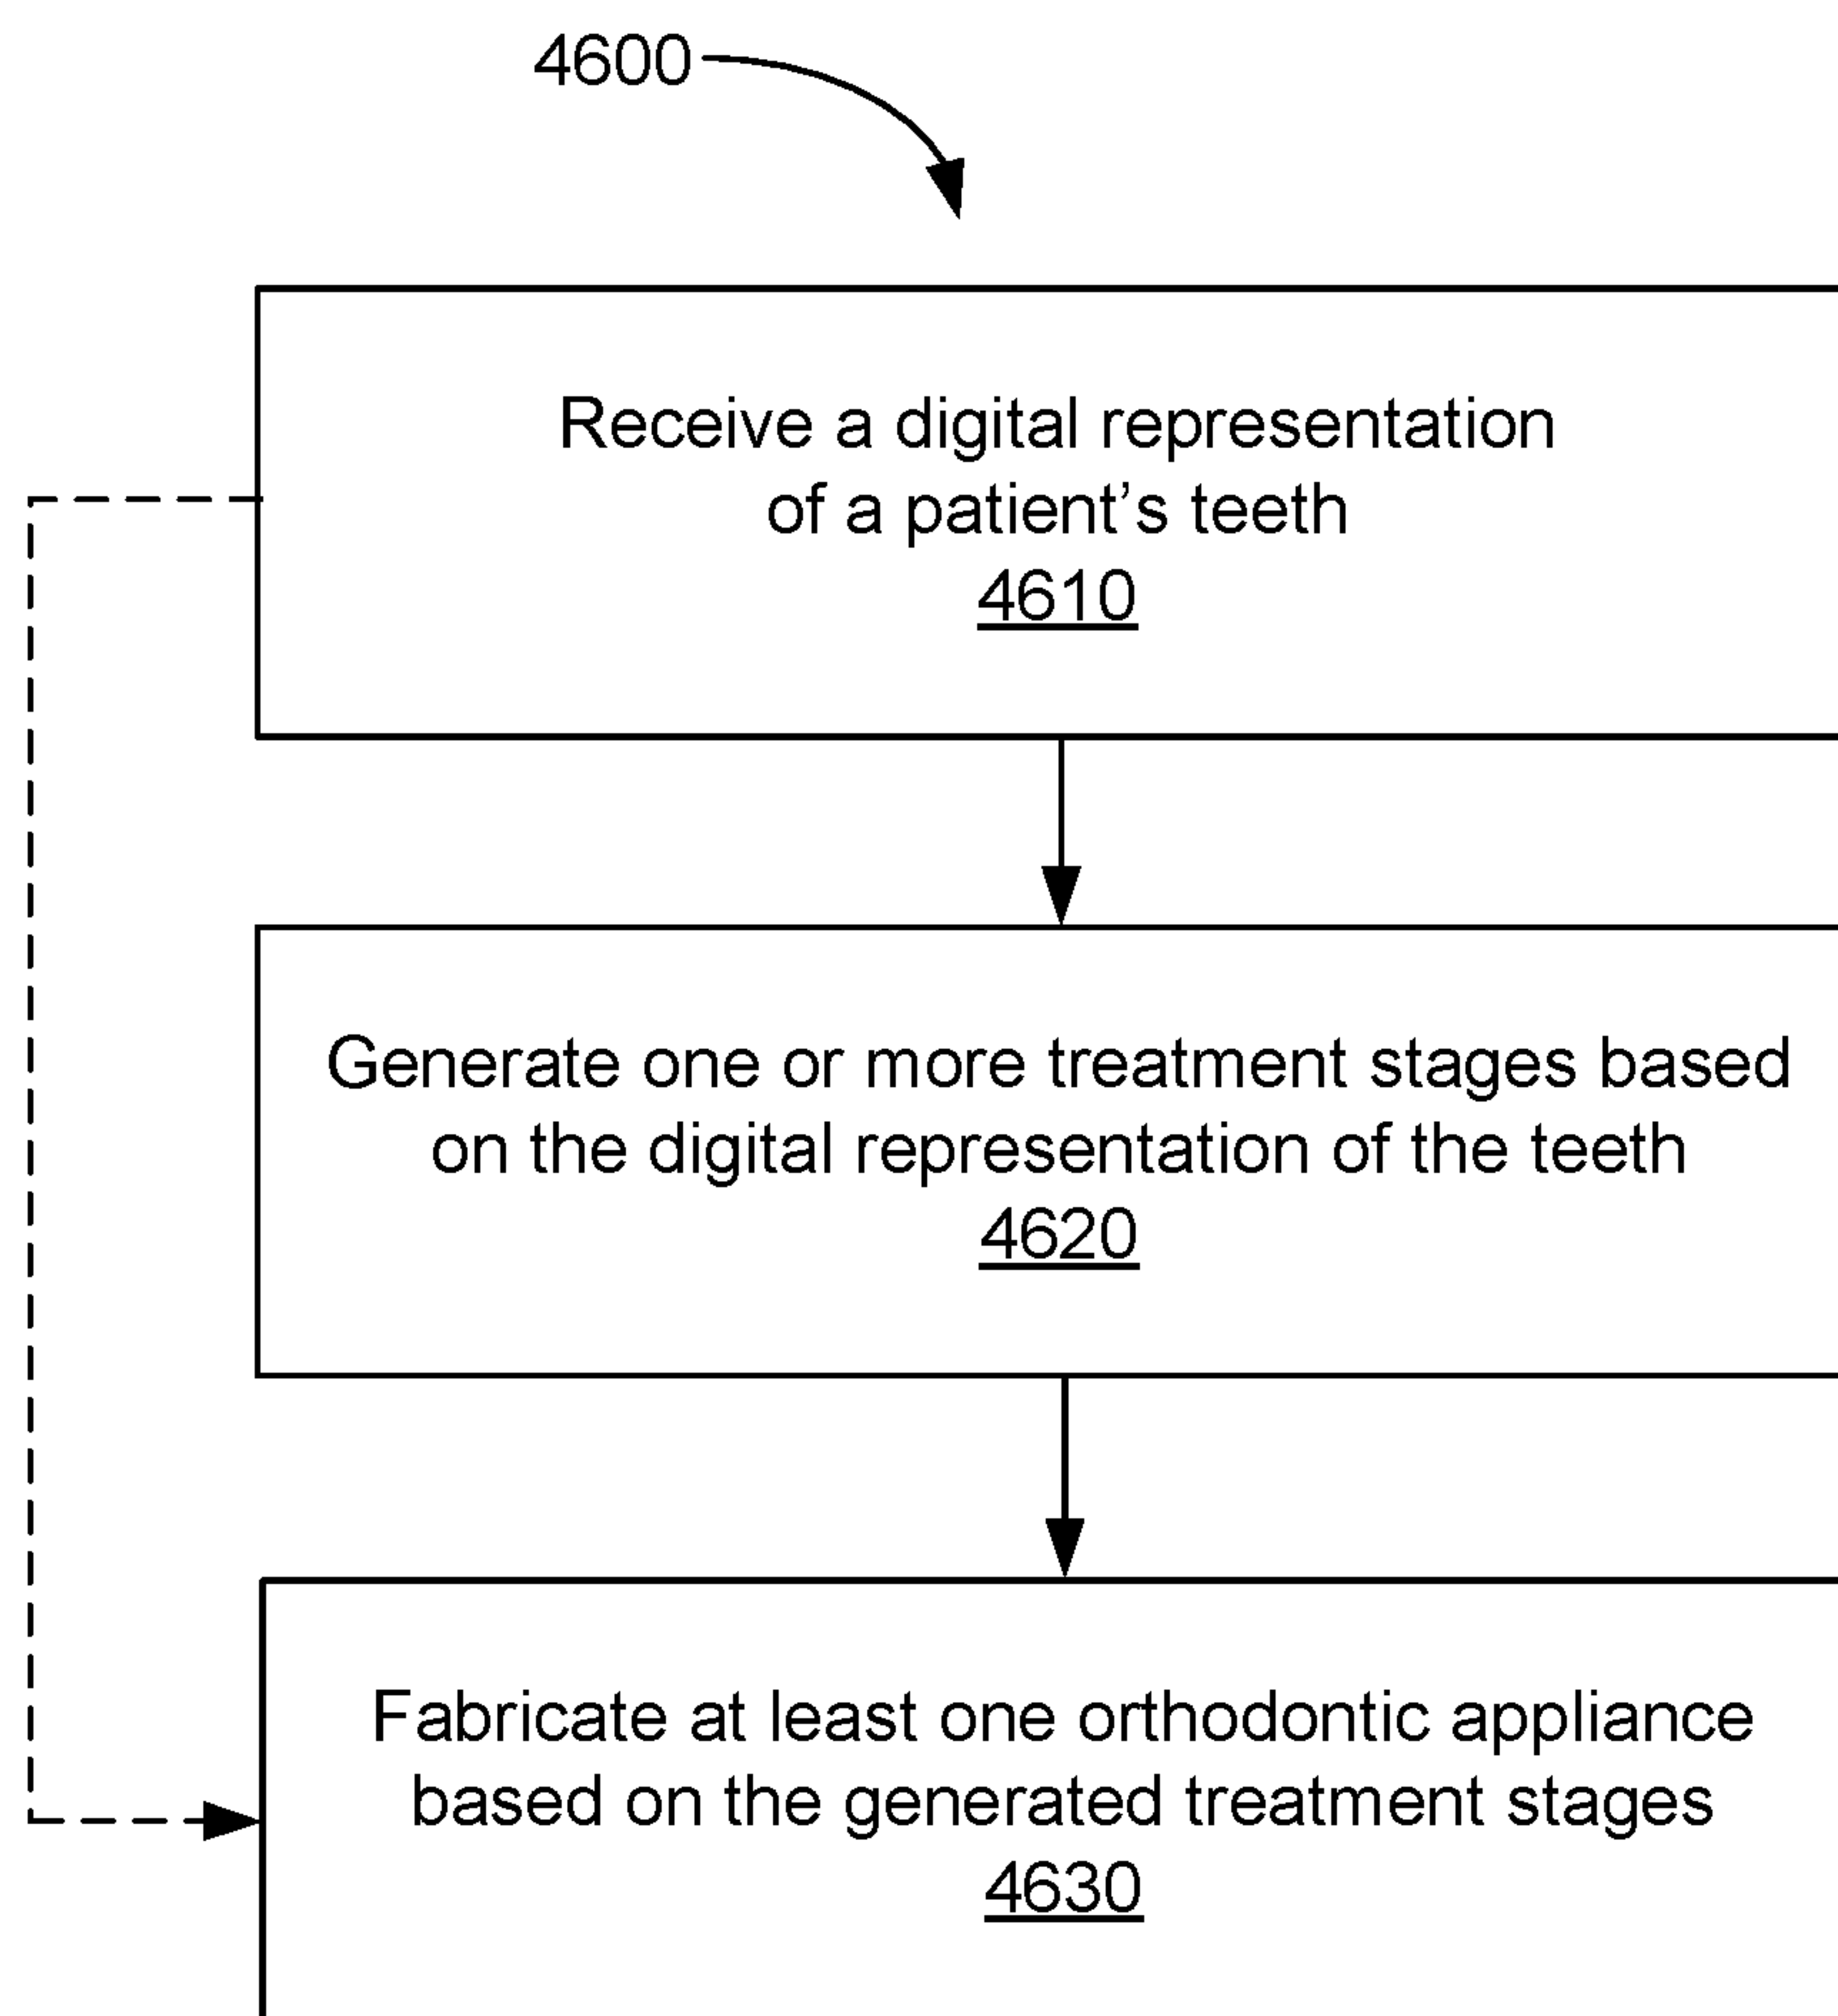 4600
Receive a digital representation
of a patient’s teeth
4610
Generate one or more treatment stages based
on the digital representation of the teeth
4620
Fabricate at least one orthodontic appliance
based on the generated treatment stages
4630